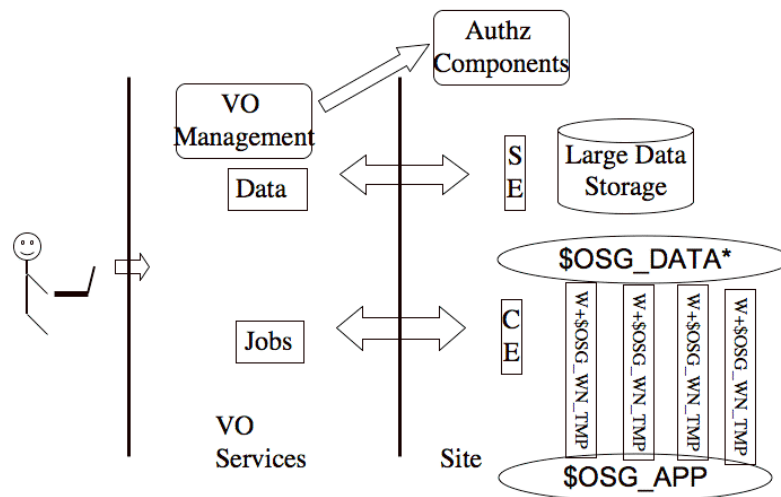 Authz
Components
VO
Management
Data
S
E
Large Data
Storage
$OSG_DATA*
Jobs
C
E
W+$OSG_WN_TMP
W+$OSG_WN_TMP
W+$OSG_WN_TMP
W+$OSG_WN_TMP
VO
Services
Site
$OSG_APP